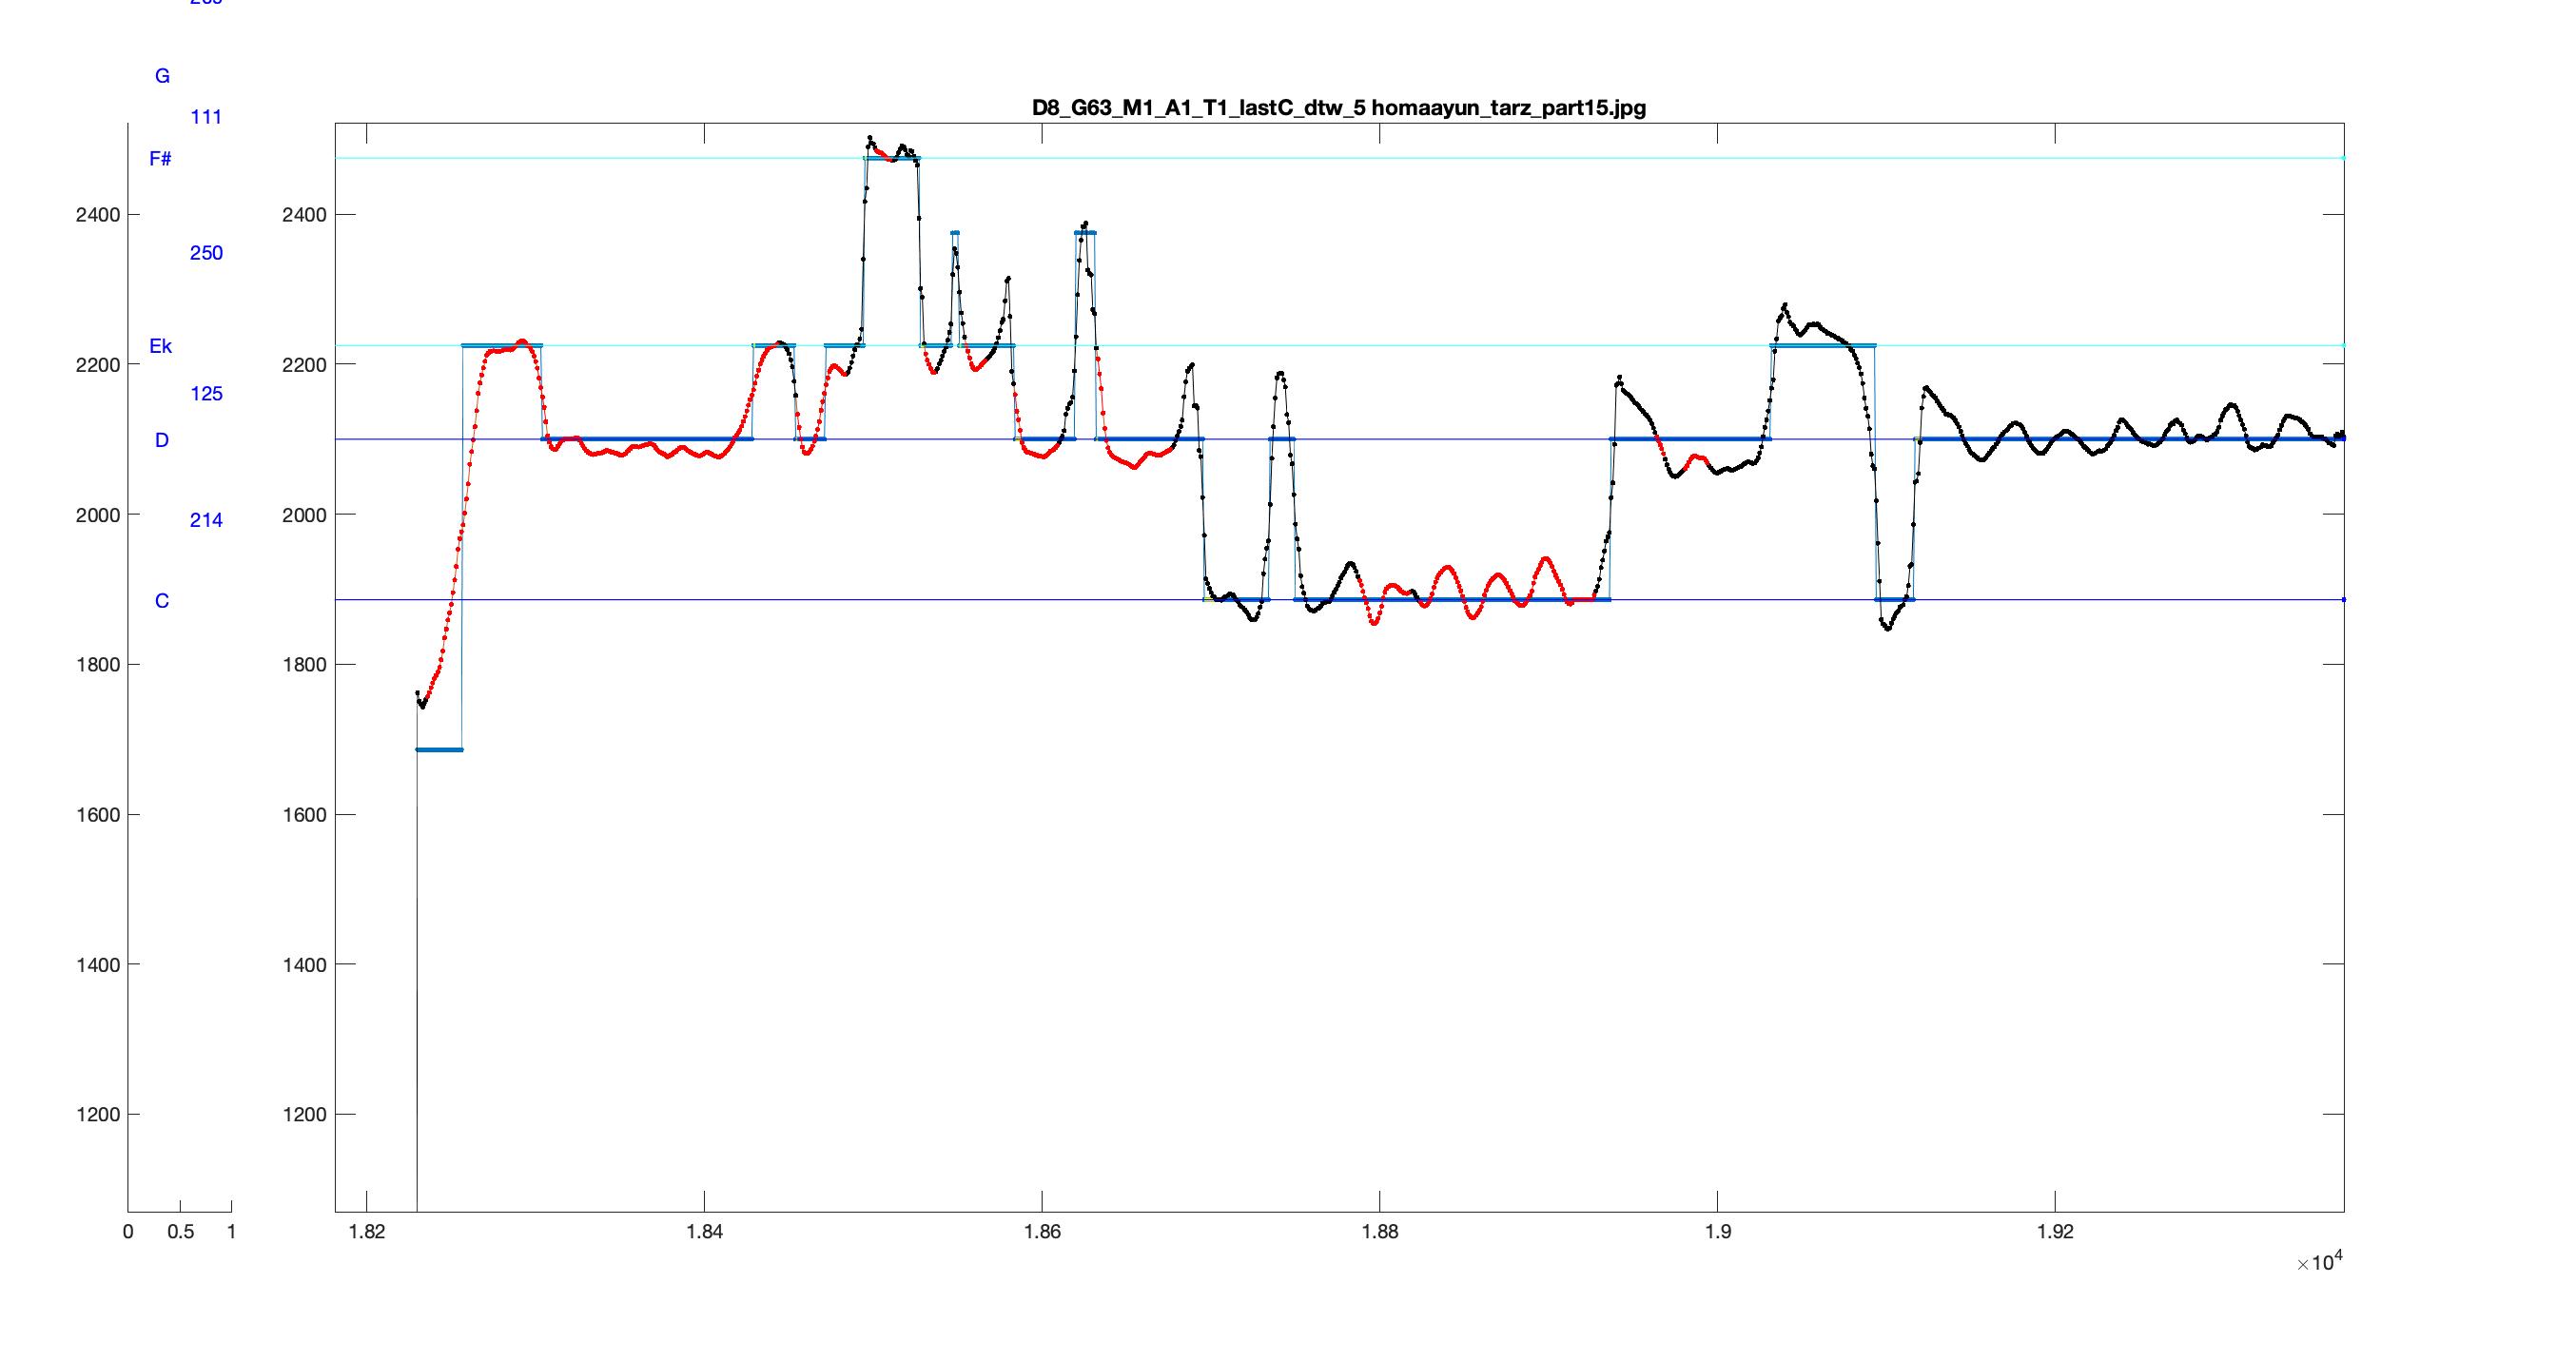 G
111
D8_G63_M1_A1_T1_lastC_dtw_5 homaayun_tarz_part15.jpg
F#
2400 2400
250
Ek
2200 2200
125
D
2000 214 2000
C
1800 1800
1600 1600
1400 1400
1200 1200
0 0.5 1 1.82 1.84 1.86 1.88 1.9 1.92
×10⁴